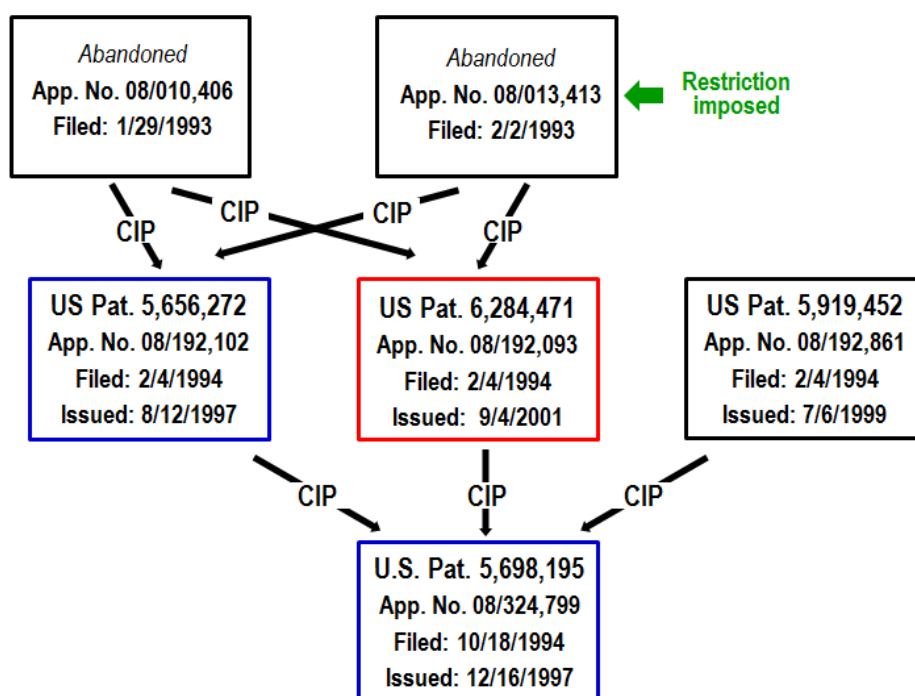 Abandoned
App. No. 08/010,406
Filed: 1/29/1993
Abandoned
App. No. 08/013,413
Filed: 2/2/1993
Restriction
imposed
CIP
CIP
CIP
CIP
US Pat. 5,656,272
App. No. 08/192,102
Filed: 2/4/1994
Issued: 8/12/1997
US Pat. 6,284,471
App. No. 08/192,093
Filed: 2/4/1994
Issued: 9/4/2001
US Pat. 5,919,452
App. No. 08/192,861
Filed: 2/4/1994
Issued: 7/6/1999
CIP
CIP
CIP
U.S. Pat. 5,698,195
App. No. 08/324,799
Filed: 10/18/1994
Issued: 12/16/1997